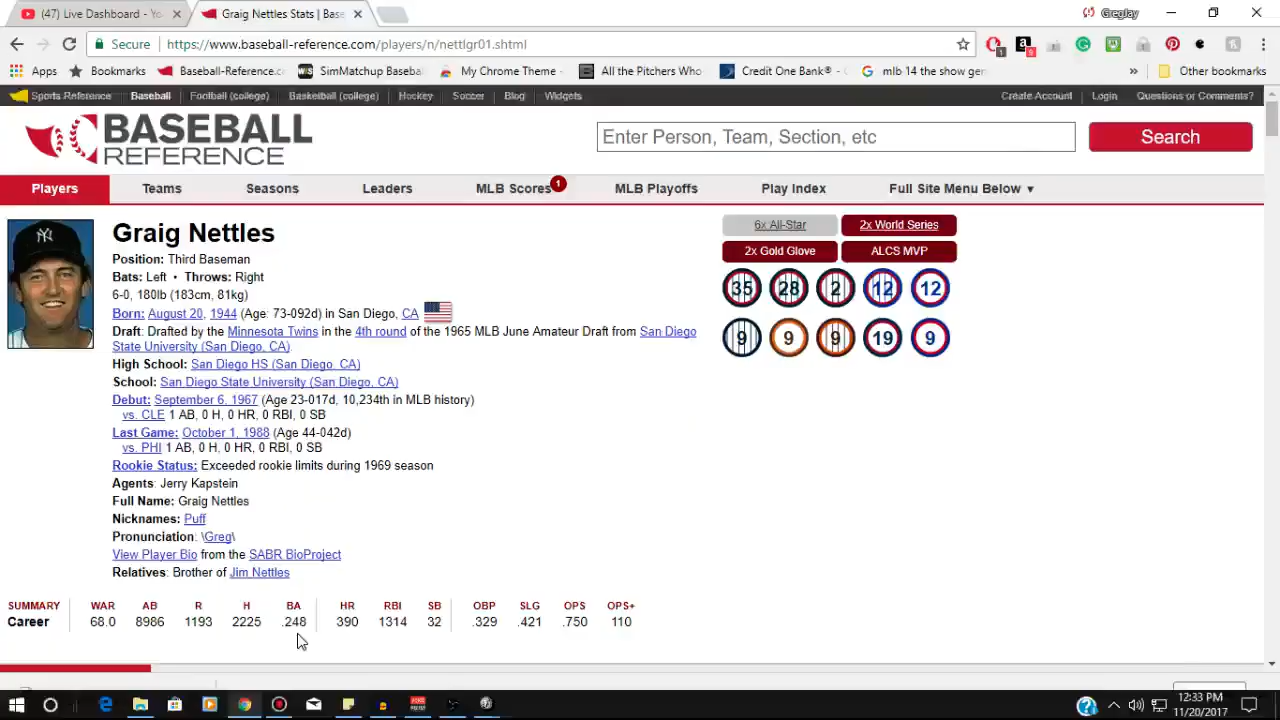 (47) Live Dashboard - Yo
Graig Nettles Stats | Base
Greglay
Secure
https://www.baseball-reference.com/players/n/nettlgr01.shtml
Apps
Bookmarks
Baseball-Reference.c
SimMatchup Baseba
My Chrome Theme -
All the Pitchers Who
Credit One Bank® -
mlb 14 the show gen
»
Other bookmarks
Sports Reference
Baseball
Football (college)
Basketball (college)
Hockey
Soccer
Blog
Widgets
Create Account
Login
Questions or Comments?
BASEBALL
REFERENCE
Enter Person, Team, Section, etc
Search
Players
Teams
Seasons
Leaders
MLB Scores 1
MLB Playoffs
Play Index
Full Site Menu Below ▼
Graig Nettles
Position: Third Baseman
Bats: Left • Throws: Right
6-0, 180lb (183cm, 81kg)
Born: August 20, 1944 (Age: 73-092d) in San Diego, CA
Draft: Drafted by the Minnesota Twins in the 4th round of the 1965 MLB June Amateur Draft from San Diego
State University (San Diego, CA).
High School: San Diego HS (San Diego, CA)
School: San Diego State University (San Diego, CA)
Debut: September 6, 1967 (Age 23-017d, 10,234th in MLB history)
vs. CLE 1 AB, 0 H, 0 HR, 0 RBI, 0 SB
Last Game: October 1, 1988 (Age 44-042d)
vs. PHI 1 AB, 0 H, 0 HR, 0 RBI, 0 SB
Rookie Status: Exceeded rookie limits during 1969 season
Agents: Jerry Kapstein
Full Name: Graig Nettles
Nicknames: Puff
Pronunciation: \Greg\
View Player Bio from the SABR BioProject
Relatives: Brother of Jim Nettles
6x All-Star
2x World Series
2x Gold Glove
ALCS MVP
35 28 2 12 12
9 9 9 19 9
SUMMARY WAR AB R H BA HR RBI SB OBP SLG OPS OPS+
Career 68.0 8986 1193 2225 .248 390 1314 32 .329 .421 .750 110
12:33 PM
11/20/2017